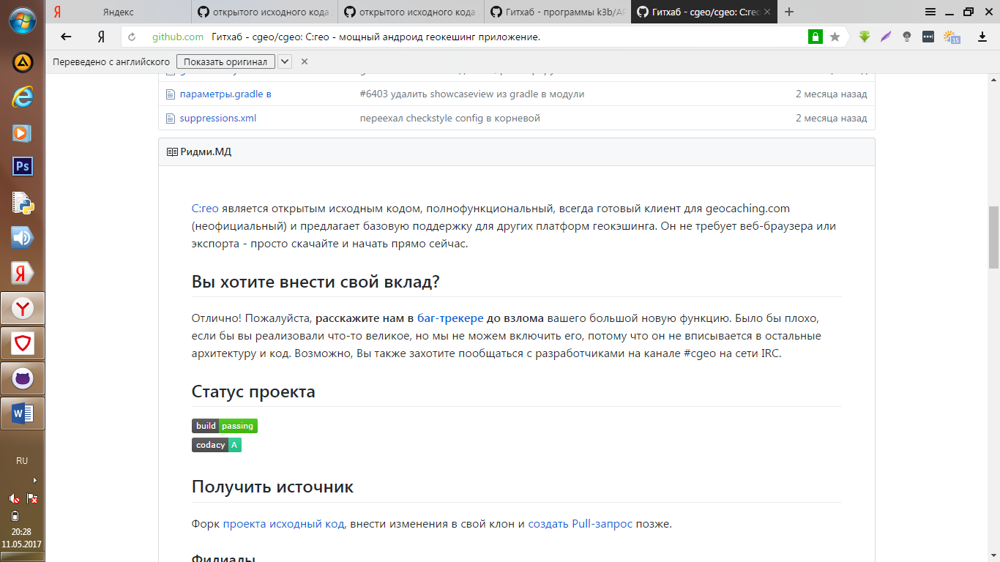 Яндекс
открытого исходного кода
открытого исходного кода
Гитхаб - программы k3b/AP
Гитхаб - cgeo/cgeo: C:гео
github.com Гитхаб - cgeo/cgeo: C:гео - мощный андроид геокешинг приложение.
15
Переведено с английского Показать оригинал
параметры.gradle в #6403 удалить showcaseview из gradle в модули 2 месяца назад
suppressions.xml переехал checkstyle config в корневой 2 месяца назад
Ридми.МД
С:гео является открытым исходным кодом, полнофункциональный, всегда готовый клиент для geocaching.com
(неофициальный) и предлагает базовую поддержку для других платформ геокэшинга. Он не требует веб-браузера или
экспорта - просто скачайте и начать прямо сейчас.
Вы хотите внести свой вклад?
Отлично! Пожалуйста, расскажите нам в баг-трекере до взлома вашего большой новую функцию. Было бы плохо,
если бы вы реализовали что-то великое, но мы не можем включить его, потому что он не вписывается в остальные
архитектуру и код. Возможно, Вы также захотите пообщаться с разработчиками на канале #cgeo на сети IRC.
Статус проекта
build passing
codacy A
Получить источник
Форк проекта исходный код, внести изменения в свой клон и создать Pull-запрос позже.
Филиалы
Ps
RU
20:28
11.05.2017